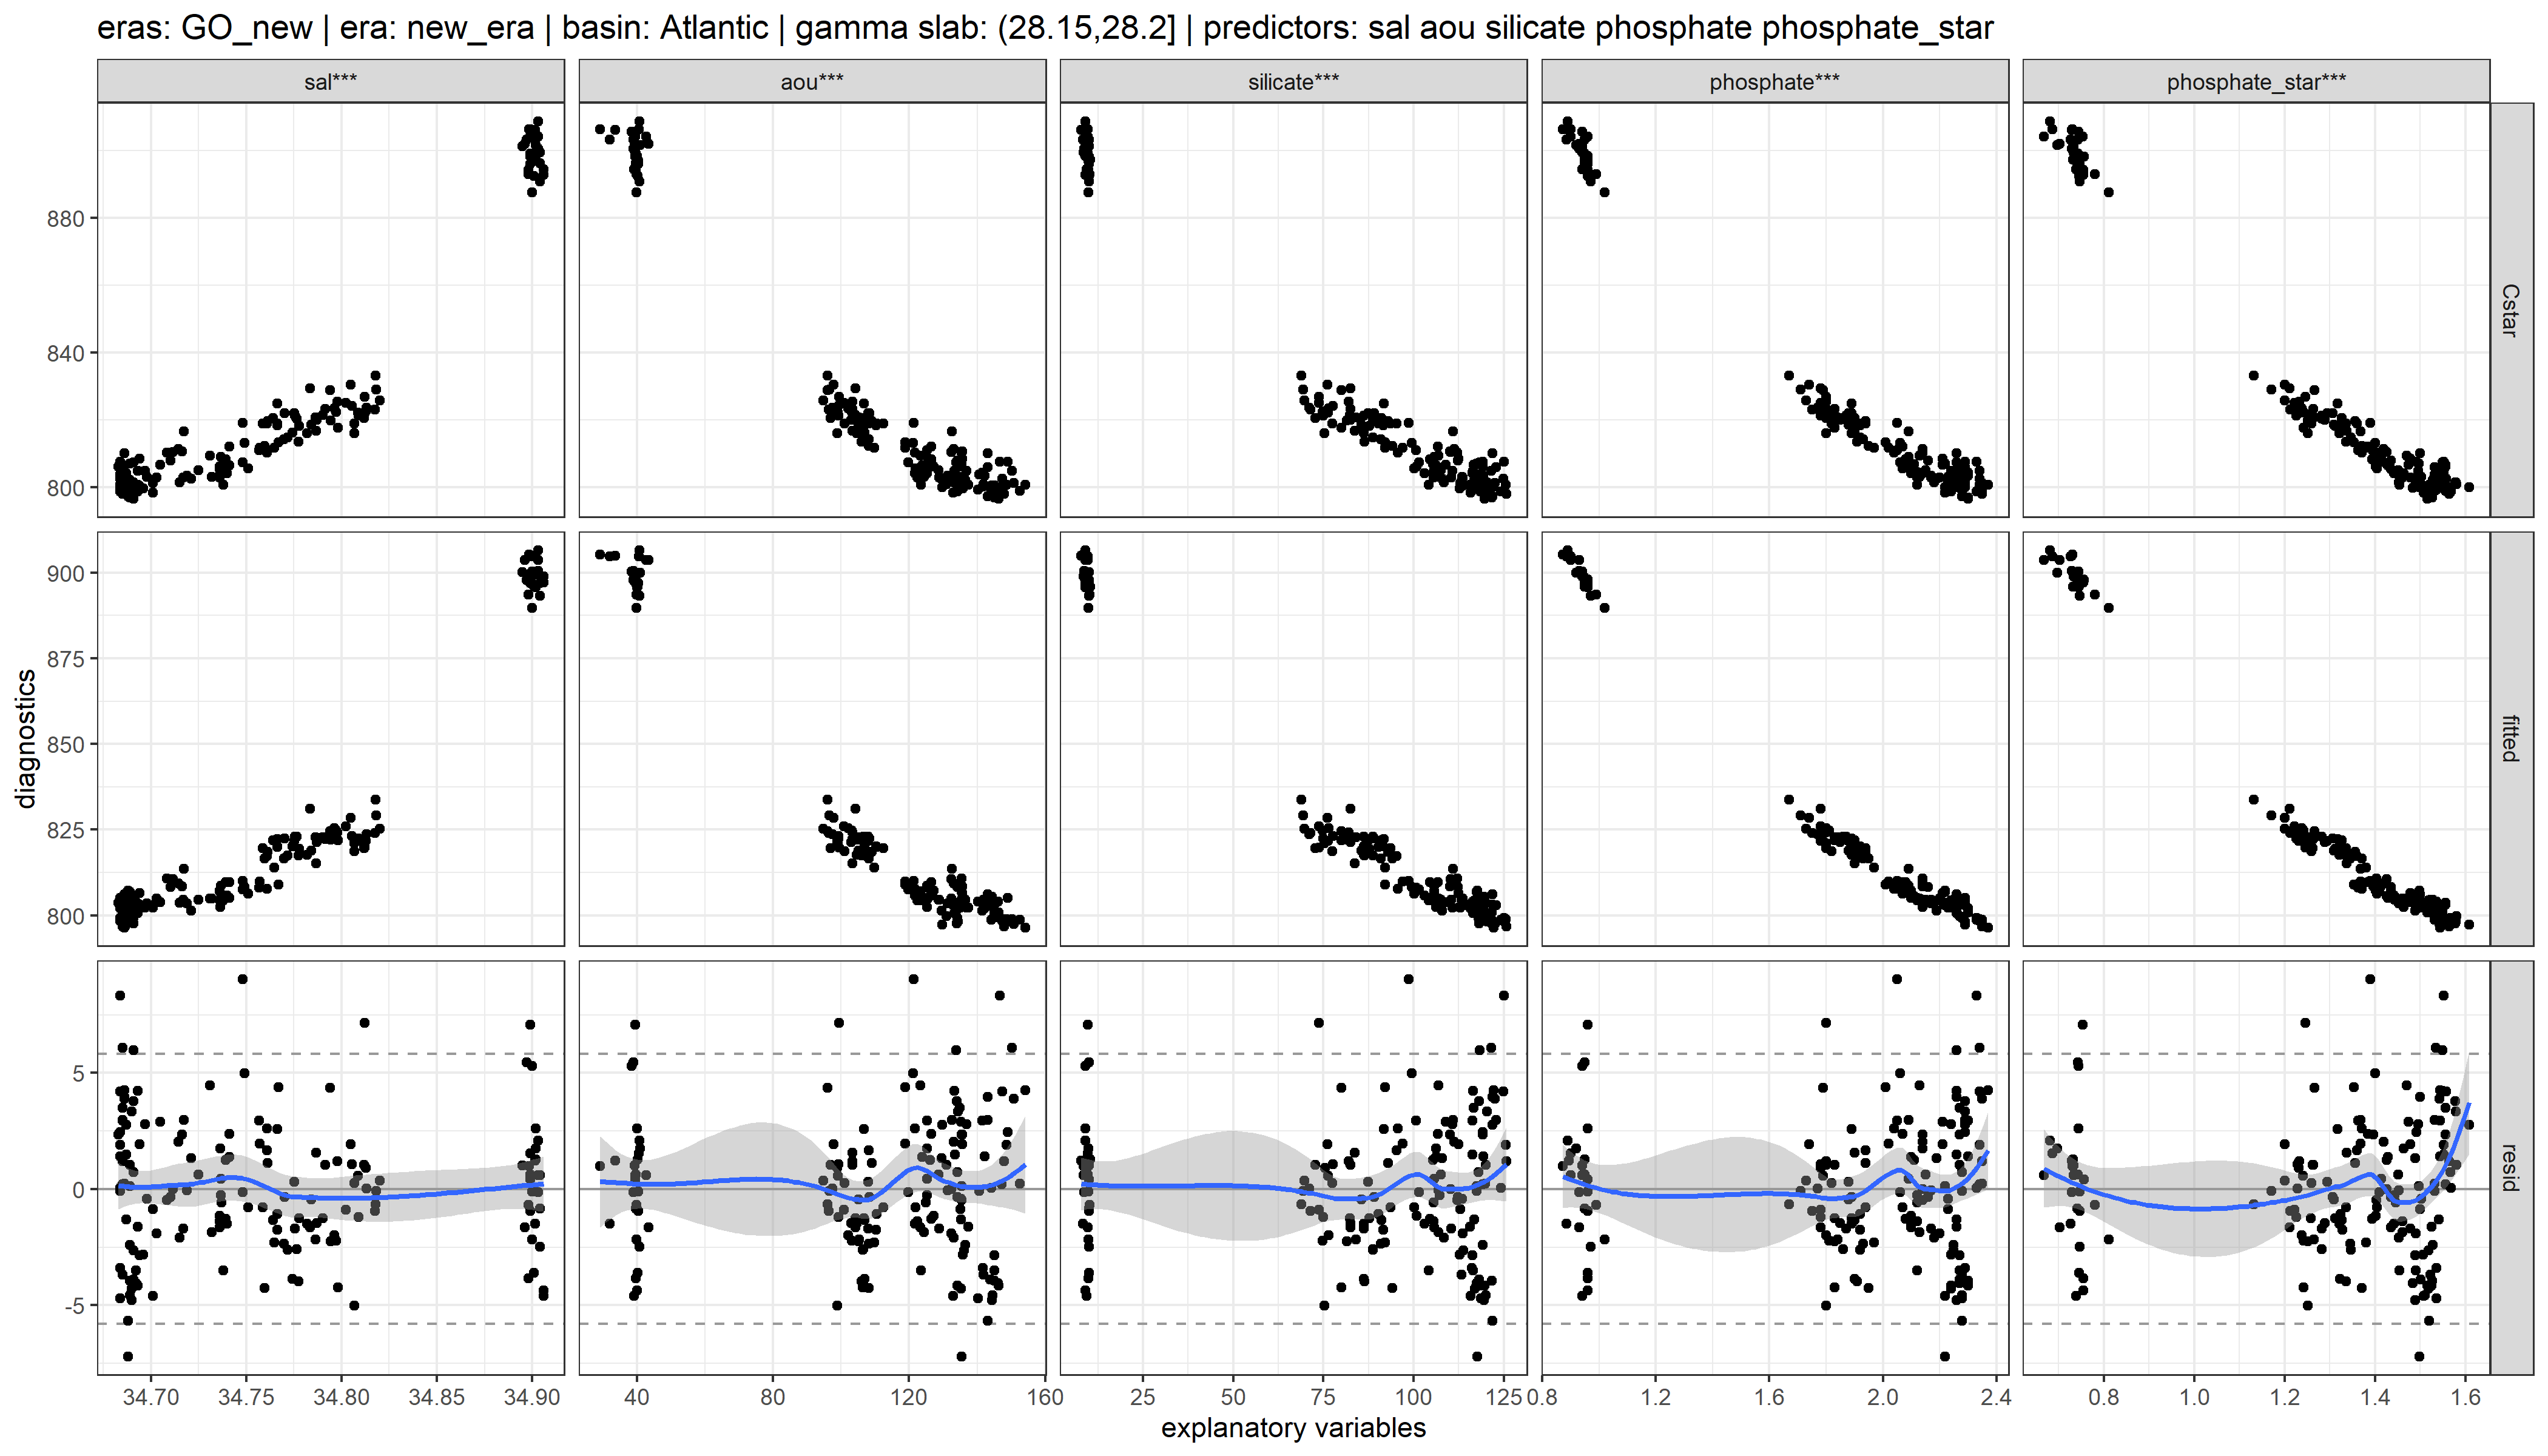 eras: GO_new | era: new_era | basin: Atlantic | gamma slab: (28.15,28.2] | predictors: sal aou silicate phosphate phosphate_star
sal*** aou*** silicate*** phosphate*** phosphate_star***
880
840
800
Cstar
900
875
850
825
800
fitted
diagnostics
5
0
-5
resid
34.70 34.75 34.80 34.85 34.90 40 80 120 160 25 50 75 100 125 0.8 1.2 1.6 2.0 2.4 0.8 1.0 1.2 1.4 1.6
explanatory variables